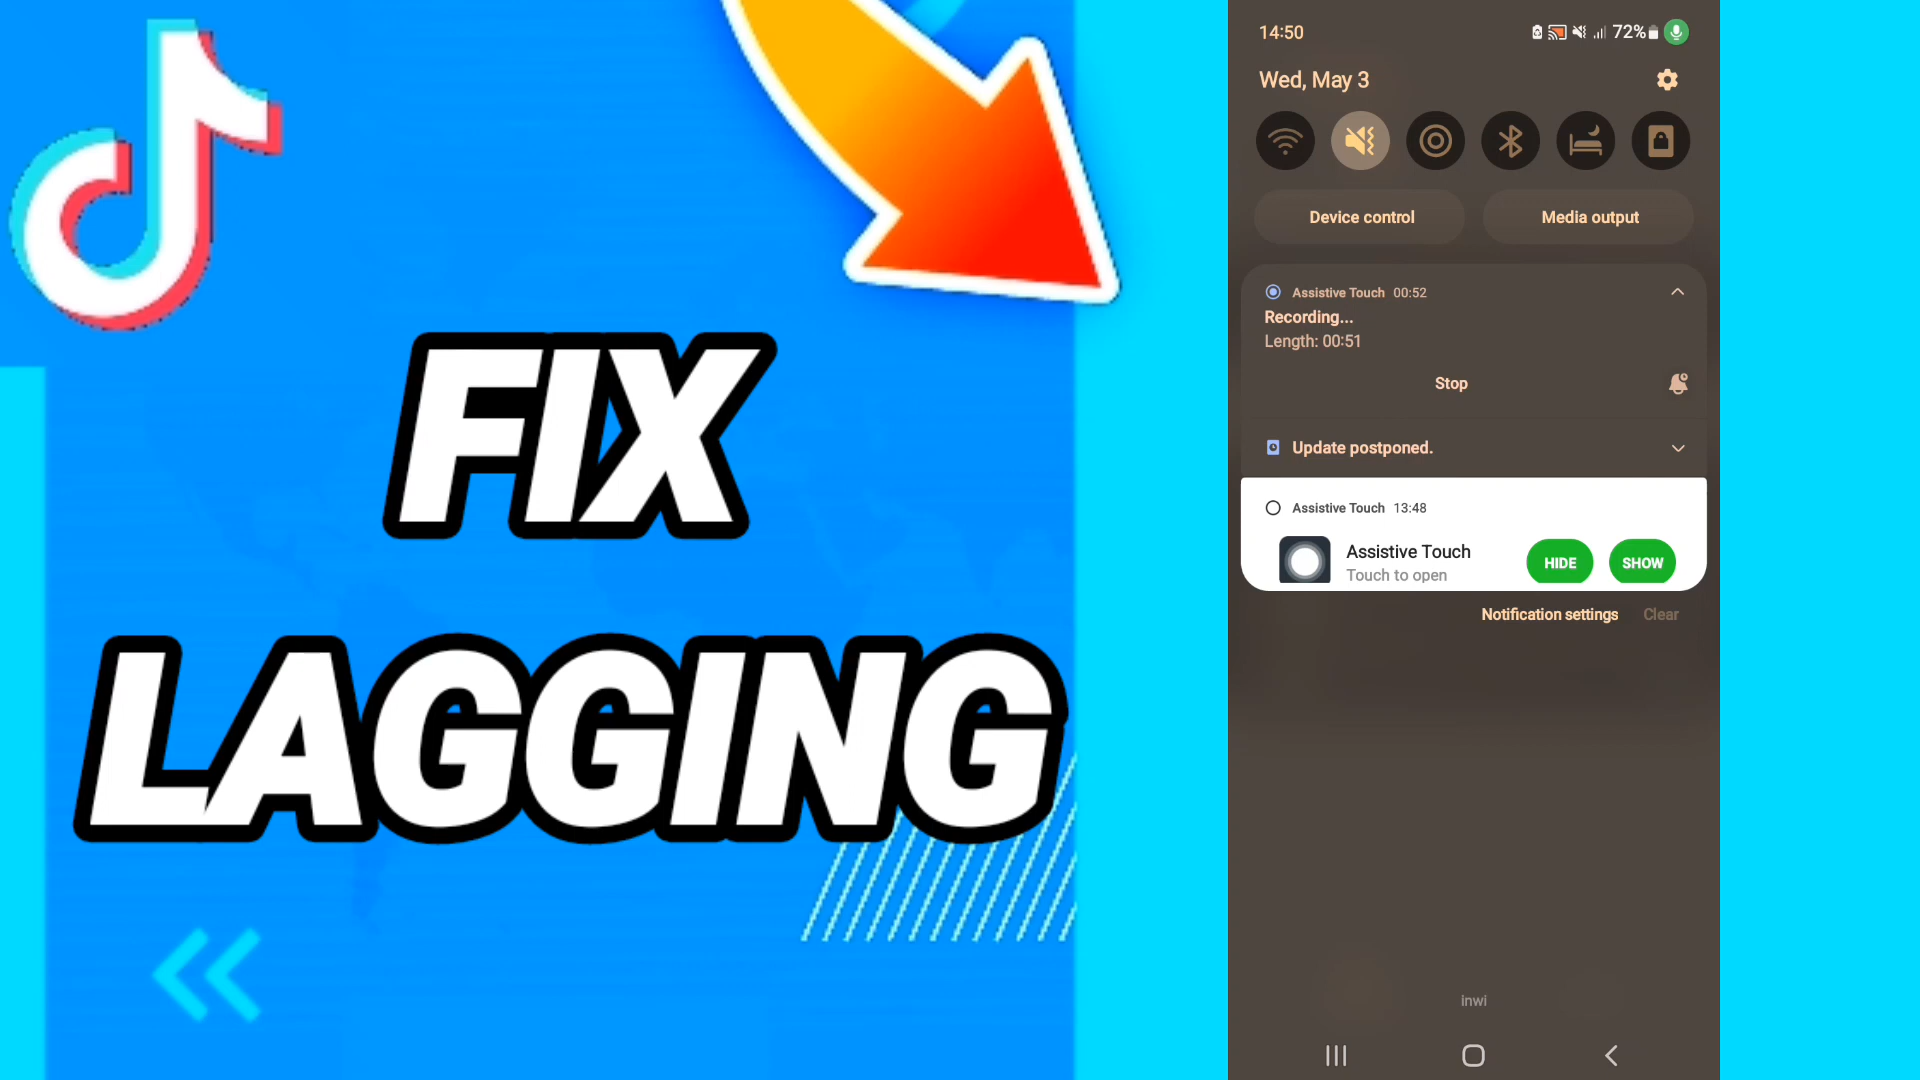 FIX
LAGGING
14:50
72%
Wed, May 3
Device control
Media output
Assistive Touch 00:52
Recording...
Length: 00:51
Stop
Update postponed.
Assistive Touch 13:48
Assistive Touch
Touch to open
HIDE
SHOW
Notification settings
Clear
inwi